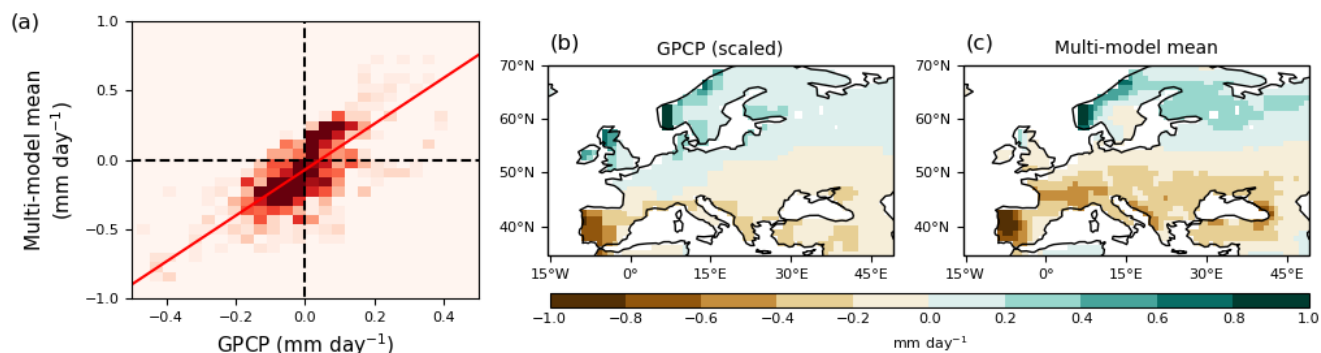 (a)
1.0
0.5
0.0
−0.5
−1.0
Multi-model mean
(mm day⁻¹)
−0.4 −0.2 0.0 0.2 0.4
GPCP (mm day⁻¹)
(b) GPCP (scaled)
70°N
60°N
50°N
40°N
15°W 0° 15°E 30°E 45°E
(c) Multi-model mean
70°N
60°N
50°N
40°N
15°W 0° 15°E 30°E 45°E
−1.0 −0.8 −0.6 −0.4 −0.2 0.0 0.2 0.4 0.6 0.8 1.0
mm day⁻¹